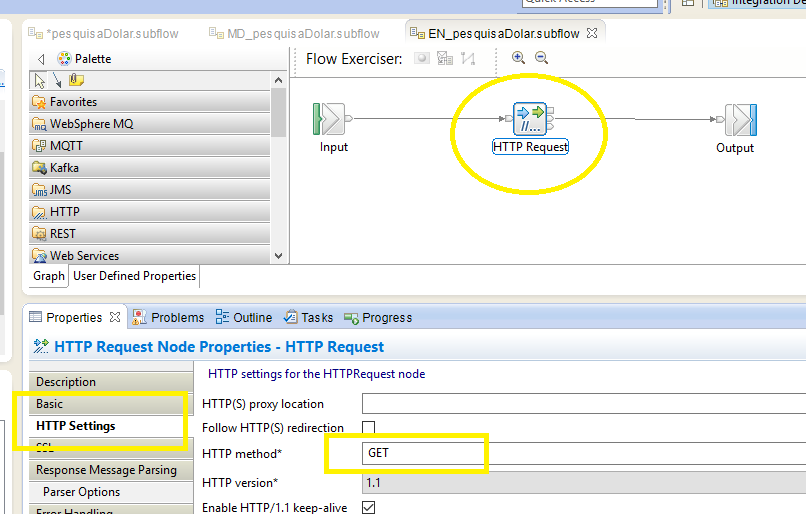 Quick Access
Integration De
*pesquisaDolar.subflow
MD_pesquisaDolar.subflow
EN_pesquisaDolar.subflow
Palette
Flow Exerciser:
Favorites
WebSphere MQ
MQTT
Kafka
JMS
HTTP
REST
Web Services
Input
HTTP Request
Output
Graph
User Defined Properties
Properties
Problems
Outline
Tasks
Progress
HTTP Request Node Properties - HTTP Request
Description
Basic
HTTP Settings
SSL
Response Message Parsing
Parser Options
Error Handling
HTTP settings for the HTTPRequest node
HTTP(S) proxy location
Follow HTTP(S) redirection
HTTP method*
GET
HTTP version*
1.1
Enable HTTP/1.1 keep-alive